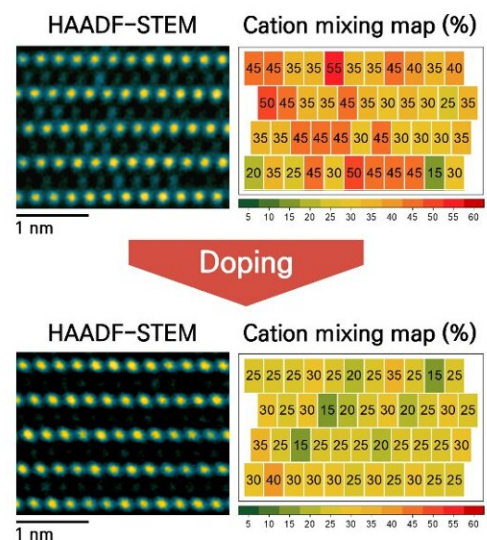 HAADF-STEM Cation mixing map (%)
45 45 35 35 55 35 35 45 40 35 40
50 45 35 35 45 35 30 35 30 25 35
35 35 45 45 45 30 45 30 30 30 35
20 35 25 45 30 50 45 45 45 15 30
1 nm
5 10 15 20 25 30 35 40 45 50 55 60
Doping
HAADF-STEM Cation mixing map (%)
25 25 25 30 25 20 25 35 25 15 25
30 25 30 15 20 25 30 20 25 30 25
35 25 15 25 25 25 20 25 25 25 30
30 40 30 30 25 30 25 25 30 25 25
1 nm
5 10 15 20 25 30 35 40 45 50 55 60